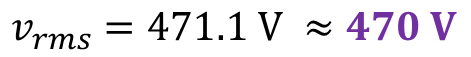 v_rms = 471.1 V ≈ 470 V